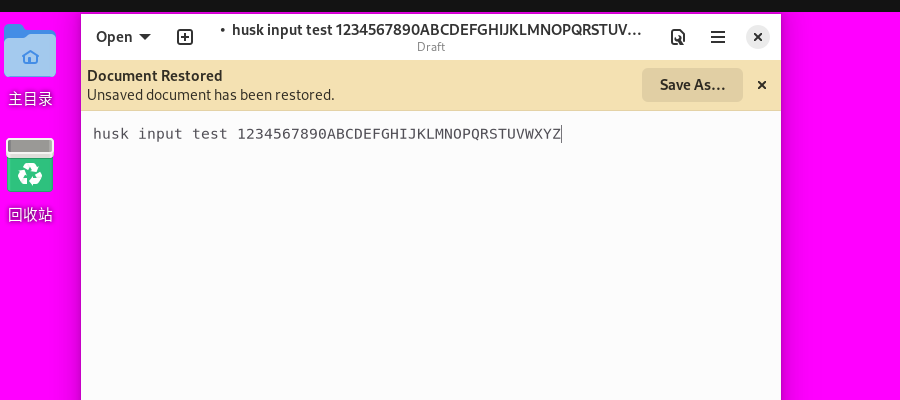 Open
• husk input test 1234567890ABCDEFGHIJKLMNOPQRSTUV…
Draft
Document Restored
Unsaved document has been restored.
Save As…
husk input test 1234567890ABCDEFGHIJKLMNOPQRSTUVWXYZ
主目录
回收站